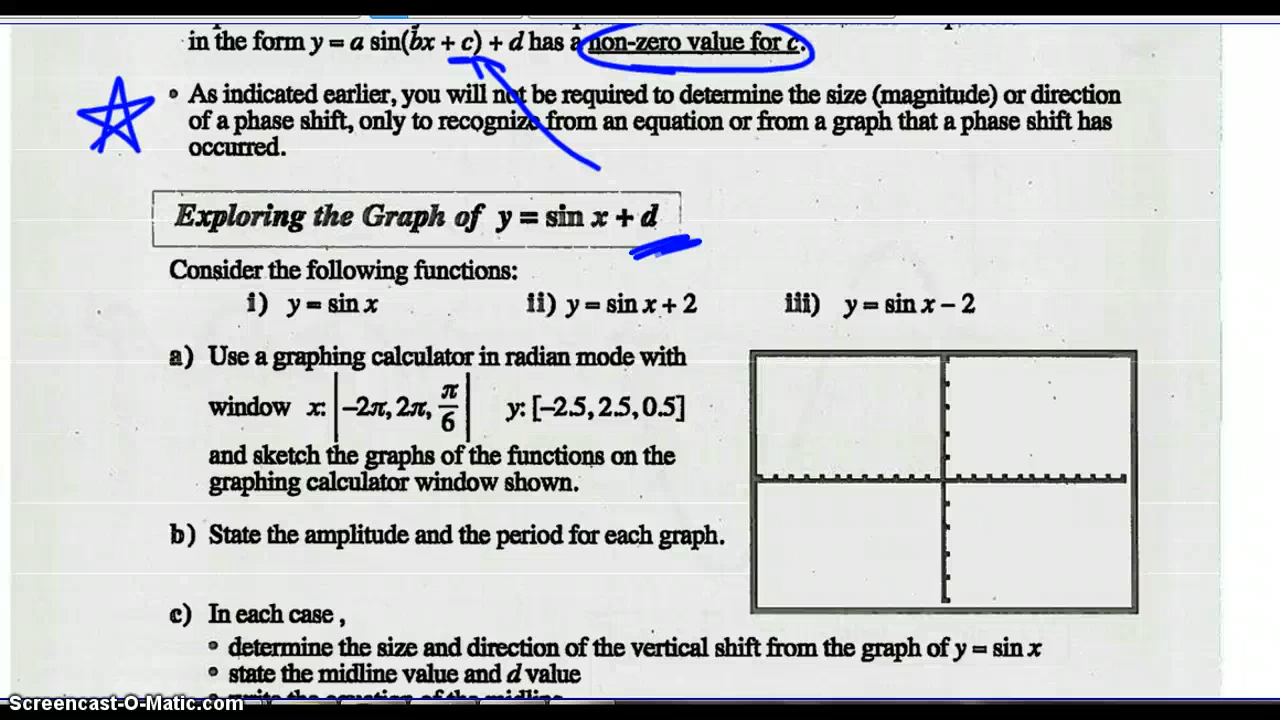 in the form y = a sin(bx + c) + d has a non-zero value for c.
• As indicated earlier, you will not be required to determine the size (magnitude) or direction
of a phase shift, only to recognize from an equation or from a graph that a phase shift has
occurred.
Exploring the Graph of y = sin x + d
Consider the following functions:
i) y = sin x ii) y = sin x + 2 iii) y = sin x – 2
a) Use a graphing calculator in radian mode with
window x: |–2π, 2π, π/6| y: [–2.5, 2.5, 0.5]
and sketch the graphs of the functions on the
graphing calculator window shown.
b) State the amplitude and the period for each graph.
c) In each case ,
• determine the size and direction of the vertical shift from the graph of y = sin x
• state the midline value and d value
• write the equation of the midline
Screencast-O-Matic.com